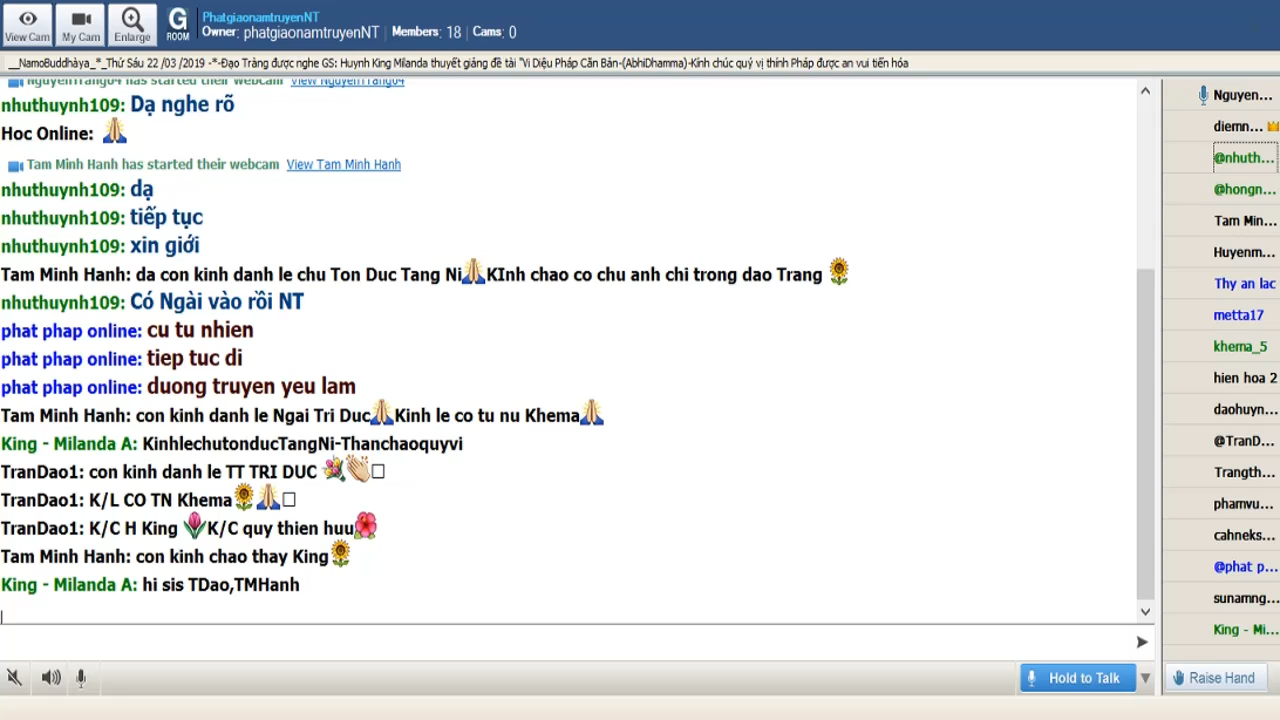 View Cam
My Cam
Enlarge
G
ROOM
PhatgiaonamtruyenNT
Owner: phatgiaonamtruyenNT | Members: 18 | Cams: 0
__NamoBuddhàya_*_Thứ Sáu 22 /03 /2019 -*-Đạo Tràng được nghe GS: Huỳnh King Milanda thuyết giảng đề tài "Vi Diệu Pháp Căn Bản-(AbhiDhamma)-Kính chúc quý vị thính Pháp được an vui tiến hóa
NguyenTrang64 has started their webcam View NguyenTrang64
nhuthuynh109: Dạ nghe rõ
Hoc Online: 🙏
Tam Minh Hanh has started their webcam View Tam Minh Hanh
nhuthuynh109: dạ
nhuthuynh109: tiếp tục
nhuthuynh109: xin giới
Tam Minh Hanh: da con kinh danh le chu Ton Duc Tang Ni🙏KInh chao co chu anh chi trong dao Trang 🌻
nhuthuynh109: Có Ngài vào rồi NT
phat phap online: cu tu nhien
phat phap online: tiep tuc di
phat phap online: duong truyen yeu lam
Tam Minh Hanh: con kinh danh le Ngai Tri Duc🙏Kinh le co tu nu Khema🙏
King - Milanda A: KinhlechutonducTangNi-Thanchaoquyvi
TranDao1: con kinh danh le TT TRI DUC 💐👏□
TranDao1: K/L CO TN Khema🌻🙏□
TranDao1: K/C H King 🌷K/C quy thien huu🌺
Tam Minh Hanh: con kinh chao thay King🌻
King - Milanda A: hi sis TDao,TMHanh
Nguyen...
diemn...
@nhuth...
@hongn...
Tam Min...
Huyenm...
Thy an lac
metta17
khema_5
hien hoa 2
daohuyn...
@TranD...
Trangth...
phamvu...
cahneks...
@phat p...
sunamng...
King - Mi...
Hold to Talk
Raise Hand